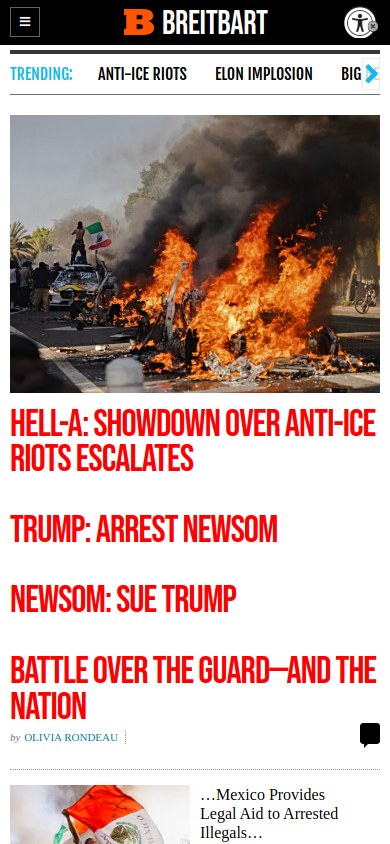 B BREITBART
TRENDING:
ANTI-ICE RIOTS
ELON IMPLOSION
BIG
HELL-A: SHOWDOWN OVER ANTI-ICE
RIOTS ESCALATES
TRUMP: ARREST NEWSOM
NEWSOM: SUE TRUMP
BATTLE OVER THE GUARD—AND THE
NATION
by OLIVIA RONDEAU
…Mexico Provides
Legal Aid to Arrested
Illegals…